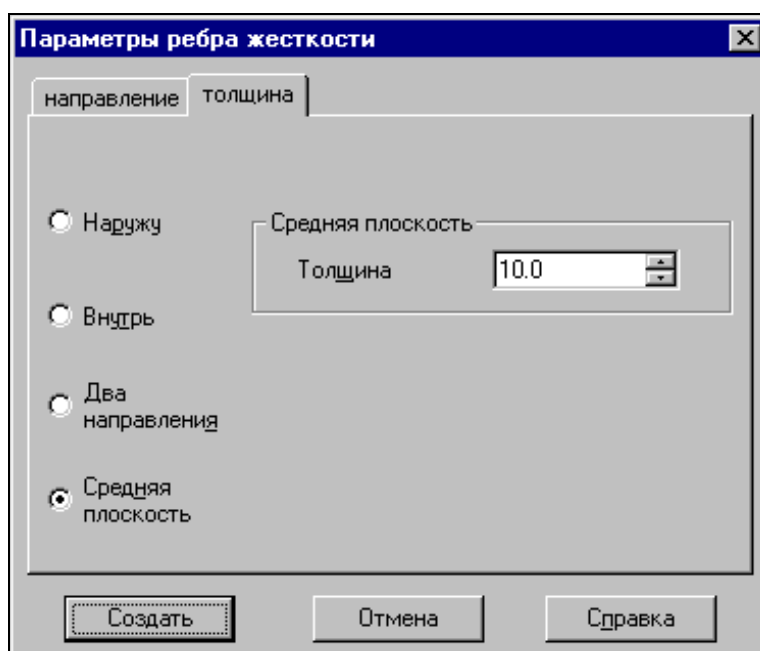 Параметры ребра жесткости
направление толщина
Наружу
Средняя плоскость
Толщина 10.0
Внутрь
Два
направления
Средняя
плоскость
Создать Отмена Справка